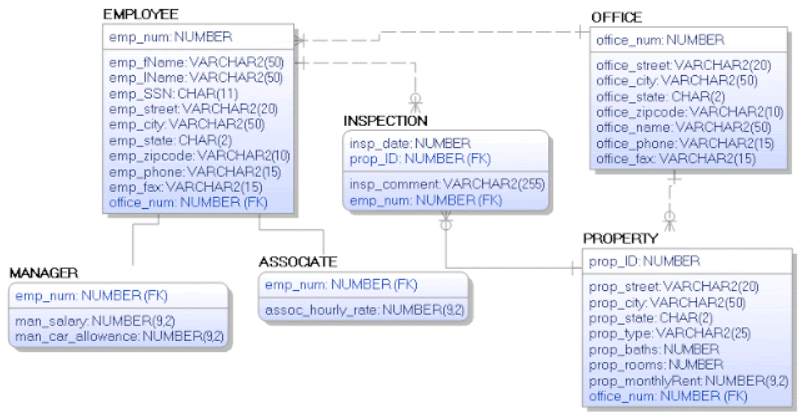 EMPLOYEE
emp_num: NUMBER
emp_fName: VARCHAR2(50)
emp_lName: VARCHAR2(50)
emp_SSN: CHAR(11)
emp_street: VARCHAR2(20)
emp_city: VARCHAR2(50)
emp_state: CHAR(2)
emp_zipcode: VARCHAR2(10)
emp_phone: VARCHAR2(15)
emp_fax: VARCHAR2(15)
office_num: NUMBER (FK)
OFFICE
office_num: NUMBER
office_street: VARCHAR2(20)
office_city: VARCHAR2(50)
office_state: CHAR(2)
office_zipcode: VARCHAR2(10)
office_name: VARCHAR2(50)
office_phone: VARCHAR2(15)
office_fax: VARCHAR2(15)
INSPECTION
insp_date: NUMBER
prop_ID: NUMBER (FK)
insp_comment: VARCHAR2(255)
emp_num: NUMBER (FK)
MANAGER
emp_num: NUMBER (FK)
man_salary: NUMBER(9,2)
man_car_allowance: NUMBER(9,2)
ASSOCIATE
emp_num: NUMBER (FK)
assoc_hourly_rate: NUMBER(9,2)
PROPERTY
prop_ID: NUMBER
prop_street: VARCHAR2(20)
prop_city: VARCHAR2(50)
prop_state: CHAR(2)
prop_type: VARCHAR2(25)
prop_baths: NUMBER
prop_rooms: NUMBER
prop_monthlyRent: NUMBER(9,2)
office_num: NUMBER (FK)